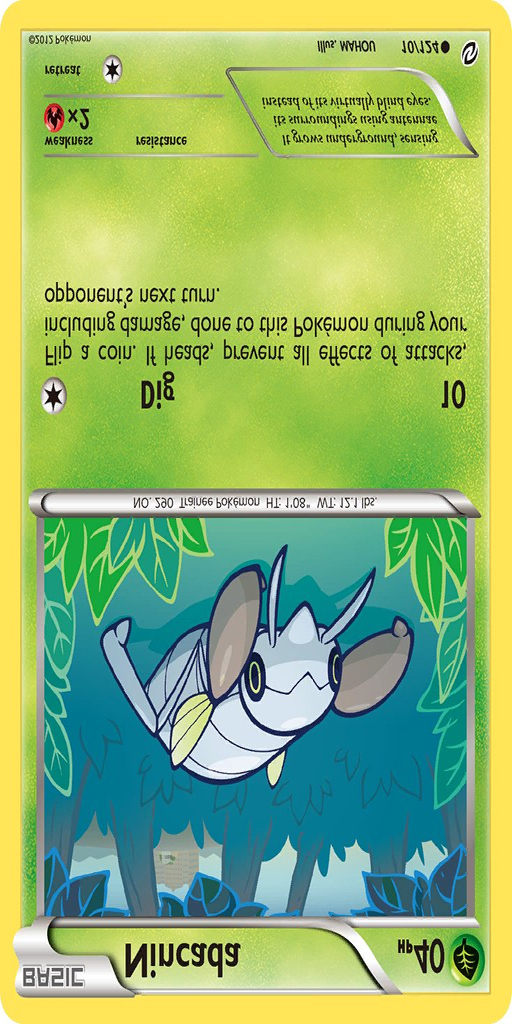 BASIC
Nincada
HP40
NO. 290 Trainee Pokémon HT: 1'08" WT: 12.1 lbs.
Dig 10
Flip a coin. If heads, prevent all effects of attacks,
including damage, done to this Pokémon during your
opponent's next turn.
weakness resistance
×2
retreat
It grows underground, sensing
its surroundings using antennae
instead of its virtually blind eyes.
©2012 Pokémon
Illus. MAHOU 10/124